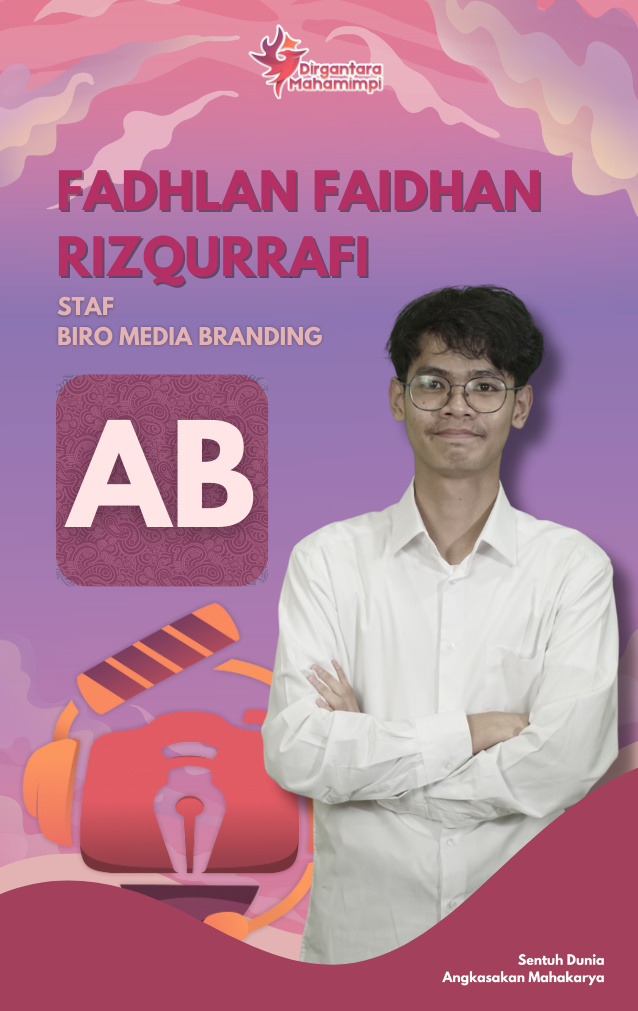 Dirgantara
Mahamimpi
FADHLAN FAIDHAN
RIZQURRAFI
STAF
BIRO MEDIA BRANDING
AB
Sentuh Dunia
Angkasakan Mahakarya